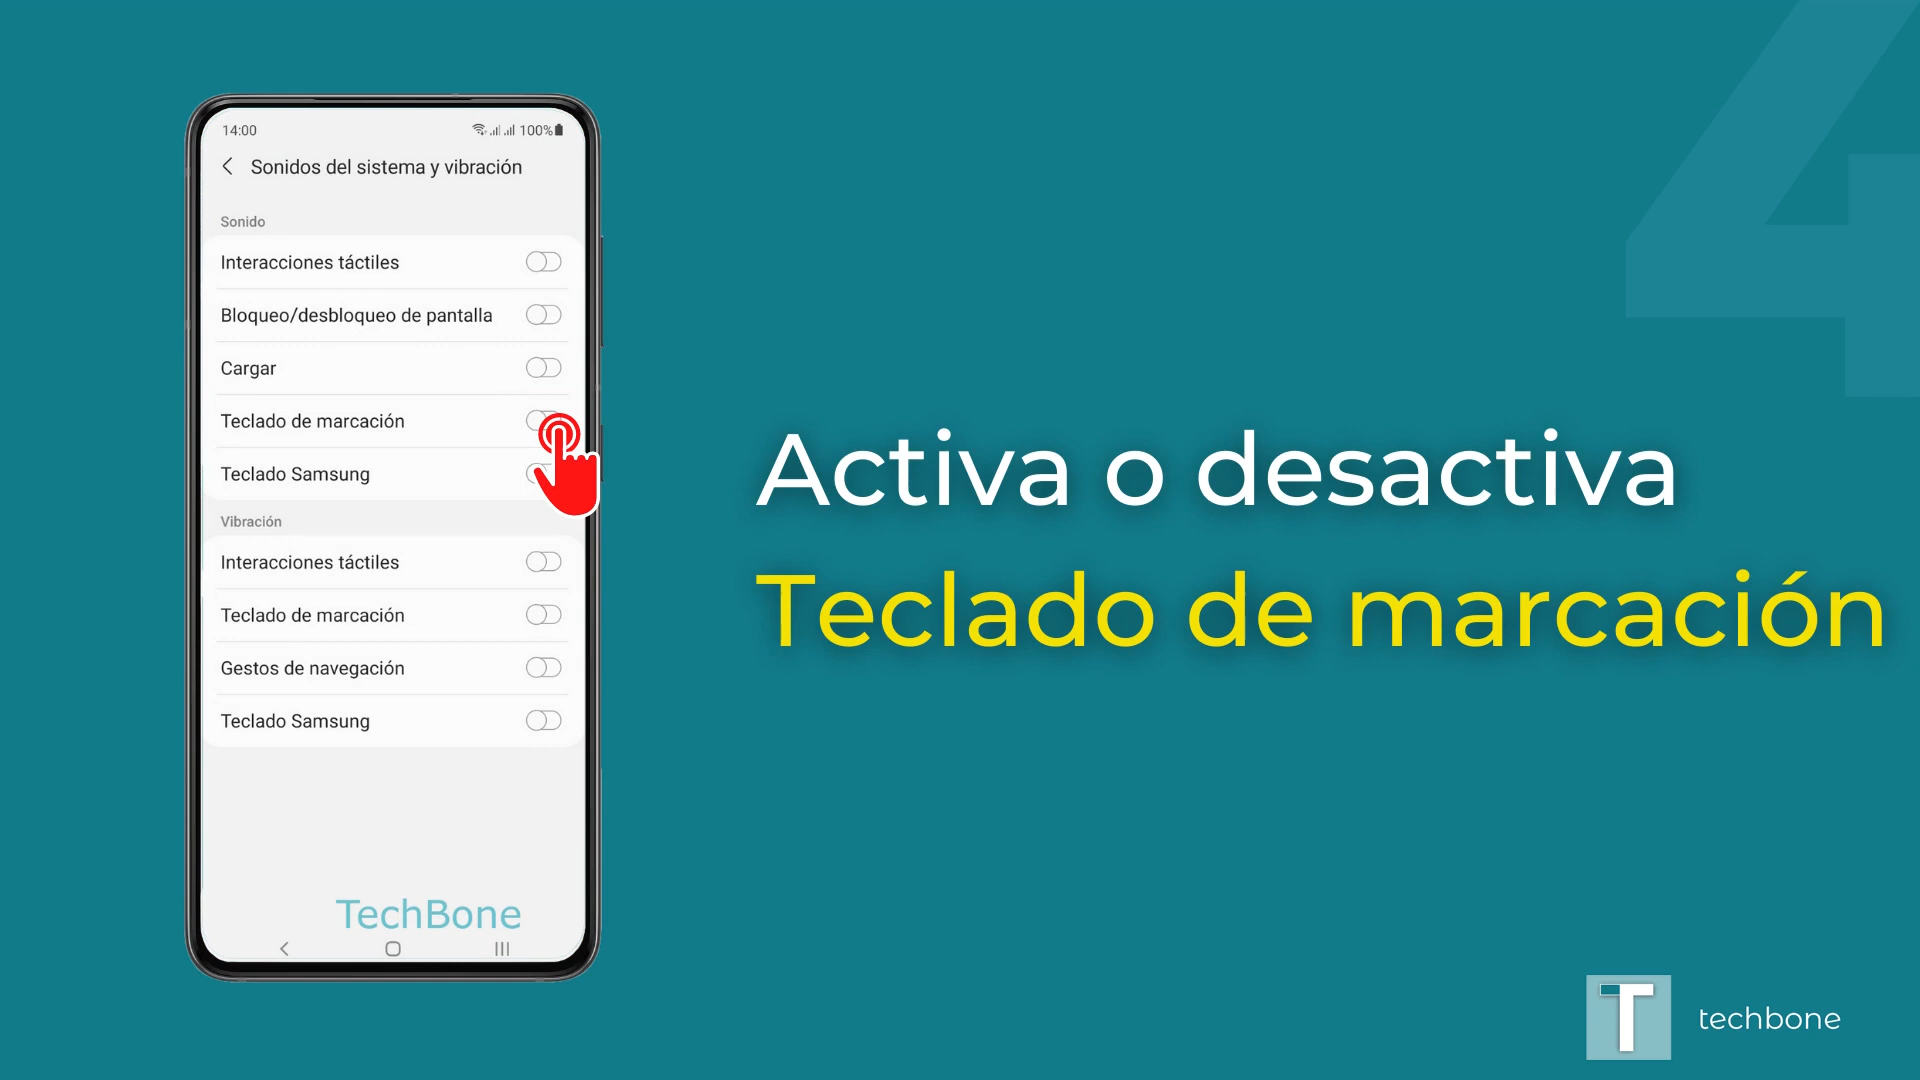 4
14:00
100%
Sonidos del sistema y vibración
Sonido
Interacciones táctiles
Bloqueo/desbloqueo de pantalla
Cargar
Teclado de marcación
Teclado Samsung
Vibración
Interacciones táctiles
Teclado de marcación
Gestos de navegación
Teclado Samsung
TechBone
Activa o desactiva
Teclado de marcación
T techbone